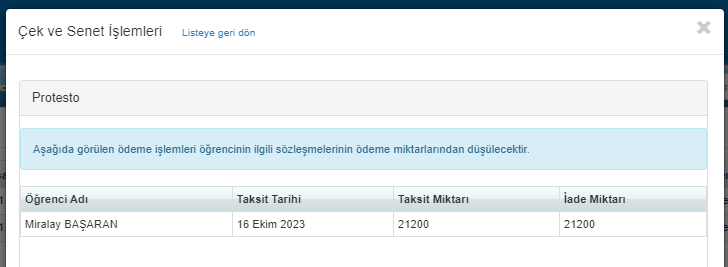 Çek ve Senet İşlemleri Listeye geri dön
Protesto
Aşağıda görülen ödeme işlemleri öğrencinin ilgili sözleşmelerinin ödeme miktarlarından düşülecektir.
Öğrenci Adı Taksit Tarihi Taksit Miktarı İade Miktarı
Miralay BAŞARAN 16 Ekim 2023 21200 21200